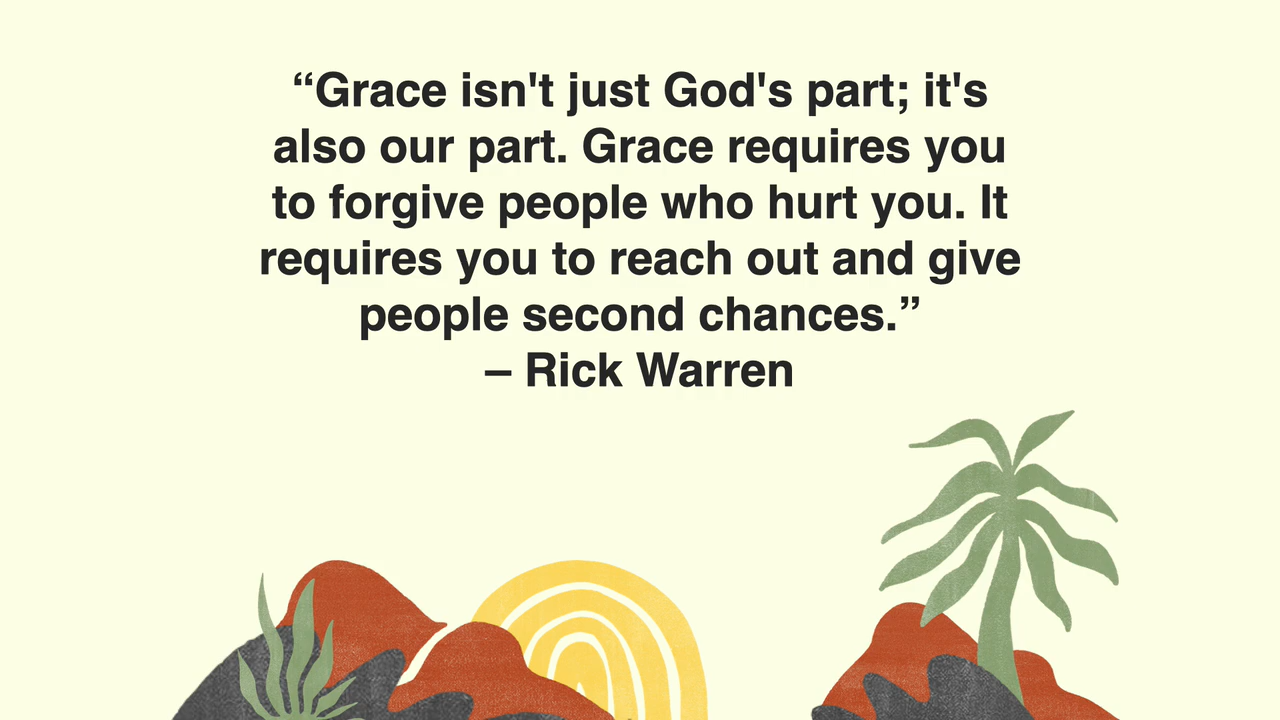 “Grace isn't just God's part; it's
also our part. Grace requires you
to forgive people who hurt you. It
requires you to reach out and give
people second chances.”
– Rick Warren